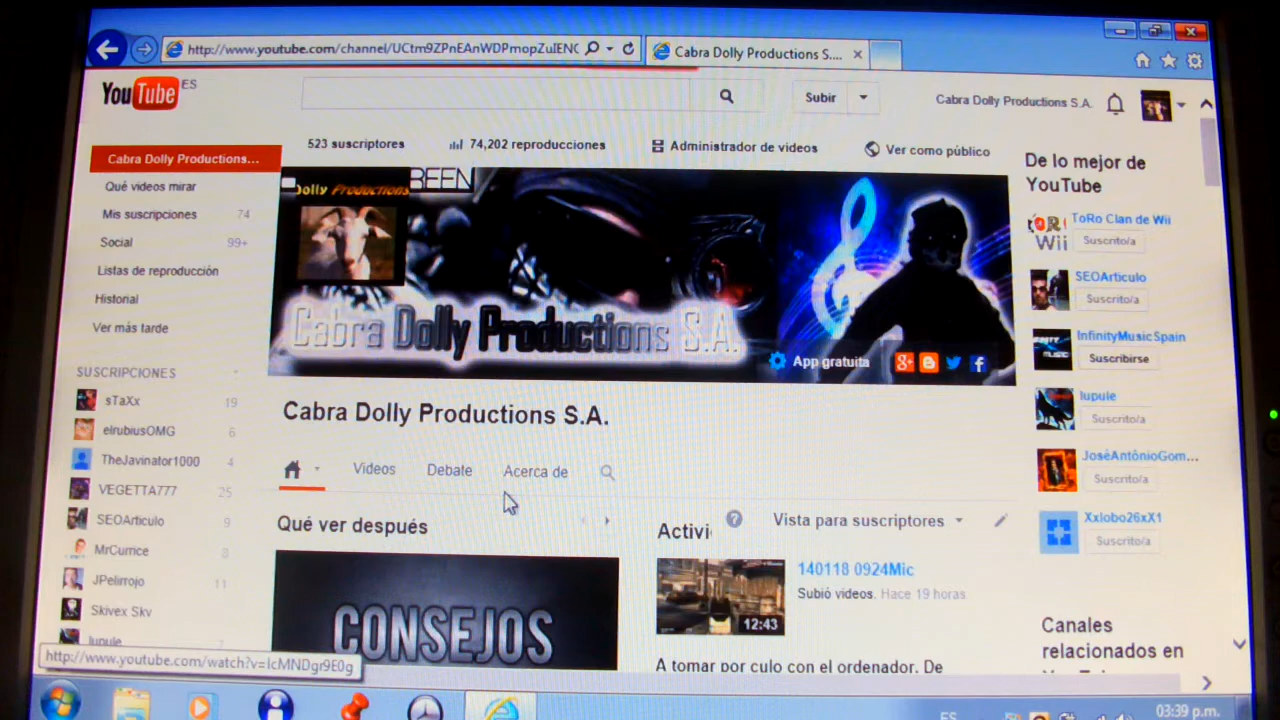 http://www.youtube.com/channel/UCtm9ZPnEAnWDPmopZuIENC
Cabra Dolly Productions S....
YouTube ES
Subir
Cabra Dolly Productions S.A.
523 suscriptores
74,202 reproducciones
Administrador de videos
Ver como público
Cabra Dolly Productions...
Qué videos mirar
Mis suscripciones 74
Social 99+
Listas de reproducción
Historial
Ver más tarde
SUSCRIPCIONES
sTaXx 19
elrubiusOMG 6
TheJavinator1000 4
VEGETTA777 25
SEOArticulo 9
MrCurrice 8
JPelirrojo 11
Skivex Skv
lupule 7
http://www.youtube.com/watch?v=IcMNDgr9E0g
Dolly Productions
REEN
Cabra Dolly Productions S.A.
App gratuita
Cabra Dolly Productions S.A.
Videos
Debate
Acerca de
Qué ver después
CONSEJOS
Activi
Vista para suscriptores
140118 0924Mic
Subió videos. Hace 19 horas
12:43
A tomar por culo con el ordenador. De
De lo mejor de
YouTube
TORO
Wii
ToRo Clan de Wii
Suscrito/a
SEOArticulo
Suscrito/a
InfinityMusicSpain
Suscribirse
lupule
Suscrito/a
JosèAntônioGom...
Suscrito/a
Xxlobo26xX1
Suscrito/a
Canales
relacionados en
ES
03:39 p.m.